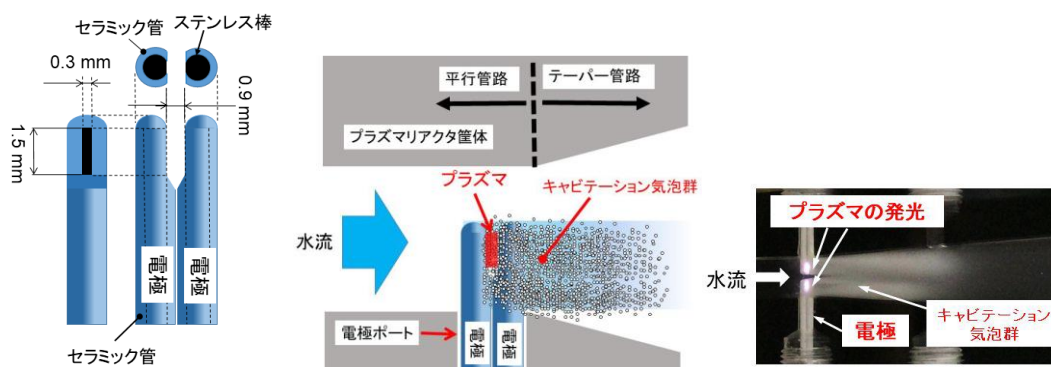 セラミック管
ステンレス棒
0.3 mm
0.9 mm
1.5 mm
電極
電極
セラミック管
平行管路
テーパー管路
プラズマリアクタ筐体
プラズマ
キャビテーション気泡群
水流
電極ポート
電極
電極
プラズマの発光
水流
電極
キャビテーション
気泡群